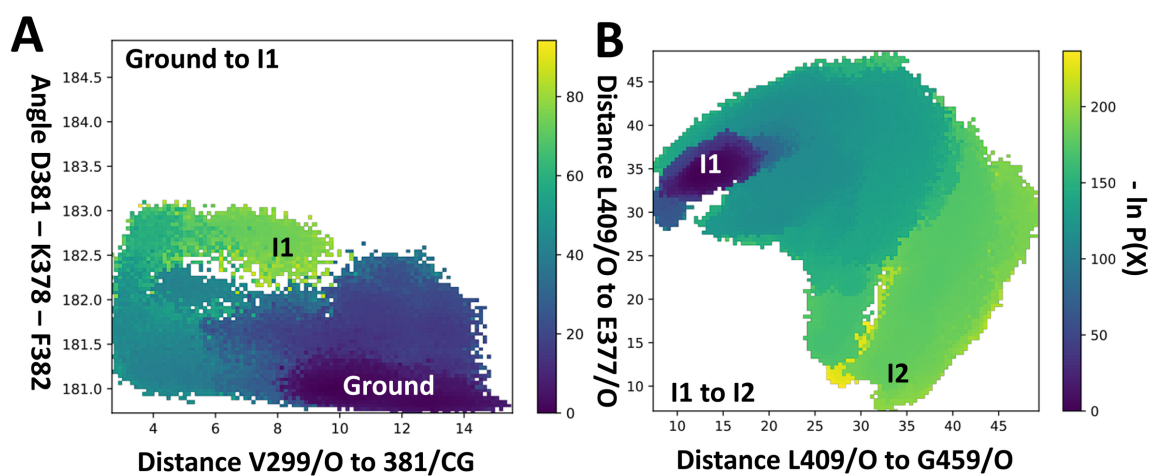 A
Ground to I1
Angle D381 – K378 – F382
184.5
184.0
183.5
183.0
182.5
182.0
181.5
181.0
I1
Ground
4 6 8 10 12 14
Distance V299/O to 381/CG
80
60
40
20
0
B
Distance L409/O to E377/O
45
40
35
30
25
20
15
10
I1
I2
I1 to I2
10 15 20 25 30 35 40 45
Distance L409/O to G459/O
200
150
100
50
0
- ln P(X)